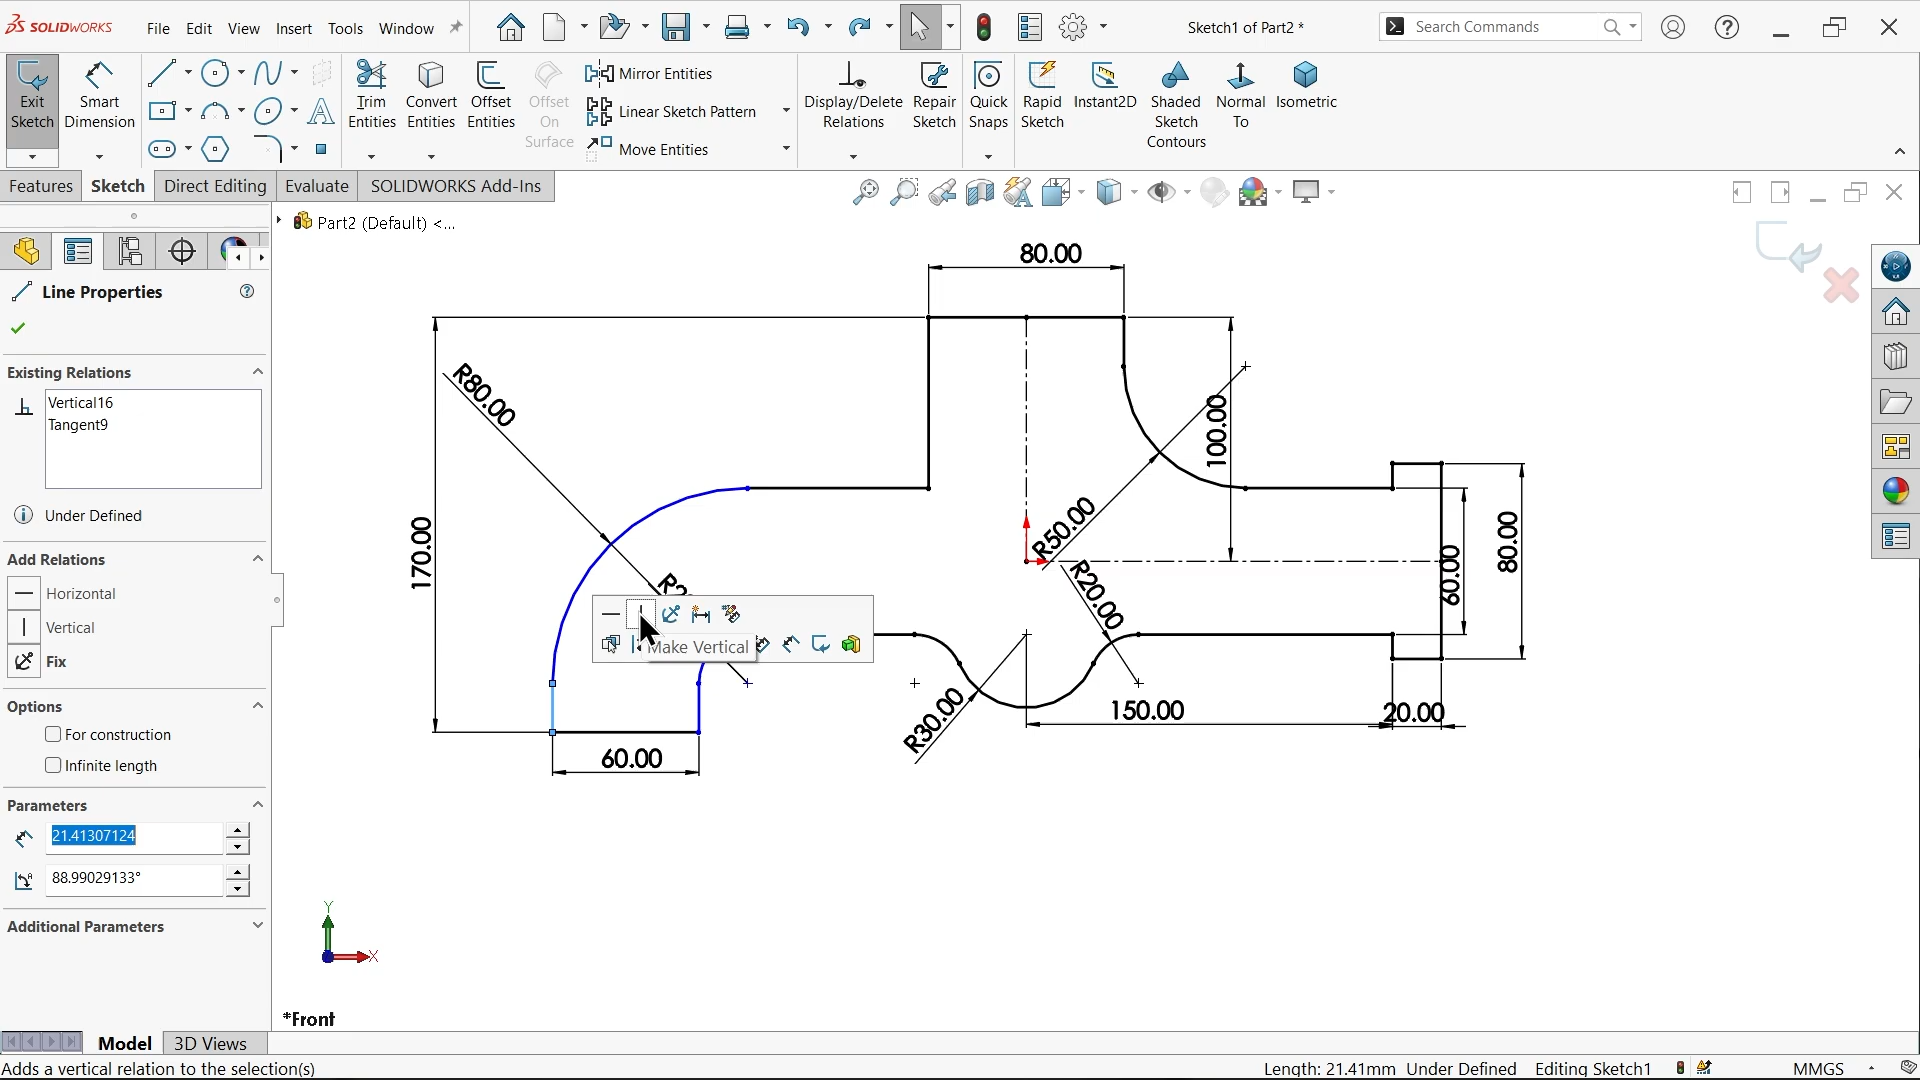 SOLIDWORKS
File Edit View Insert Tools Window
Sketch1 of Part2 *
Search Commands
Exit Sketch
Smart Dimension
Trim Entities
Convert Entities
Offset Entities
Offset On Surface
Mirror Entities
Linear Sketch Pattern
Move Entities
Display/Delete Relations
Repair Sketch
Quick Snaps
Rapid Sketch
Instant2D
Shaded Sketch Contours
Normal To
Isometric
Features Sketch Direct Editing Evaluate SOLIDWORKS Add-Ins
Part2 (Default) <...
Line Properties
Existing Relations
Vertical16
Tangent9
Under Defined
Add Relations
Horizontal
Vertical
Fix
Options
For construction
Infinite length
Parameters
21.41307124
88.99029133°
Additional Parameters
80.00
R80.00
100.00
170.00
R50.00
R20.00
60.00
80.00
Make Vertical
R30.00
150.00
20.00
60.00
Y
X
*Front
Model 3D Views
Adds a vertical relation to the selection(s)
Length: 21.41mm Under Defined Editing Sketch1 MMGS